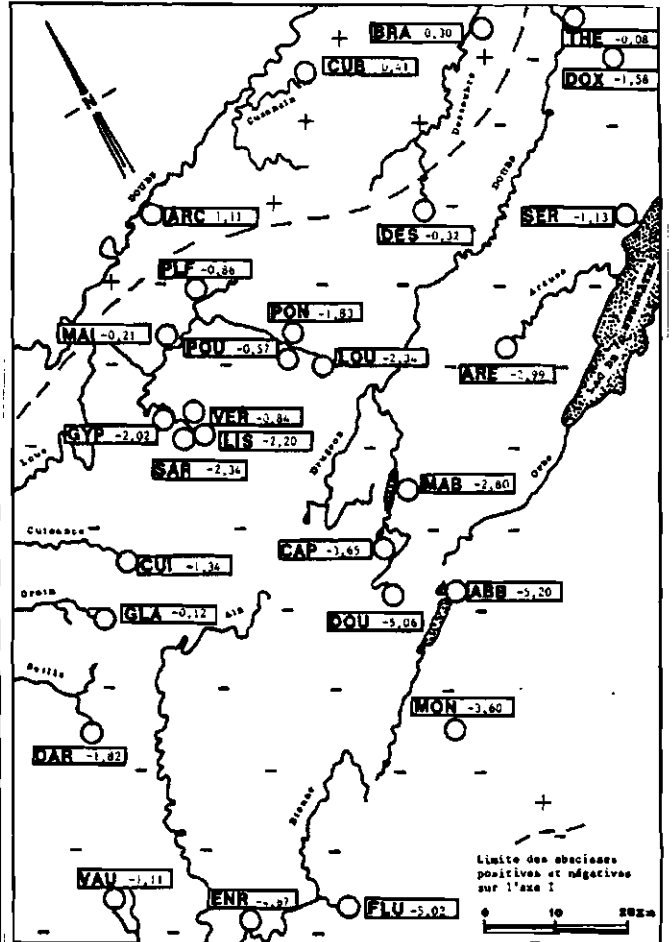 BRA 0,30
THE -0,08
CUB 0,41
DOX -1,58
Cusancin
Dessoubre
N
DOUBS
DOUBS
ARC 1,11
DES -0,32
SER -1,13
PLF -0,86
Areuse
PON -1,83
MAI -0,21
POU -0,57
LOU -2,34
ARE -2,99
VER -0,84
GYP -2,02
LIS -2,20
SAR -2,34
Loue
Drugeon
Orbe
MAB -2,80
Cuisance
CAP -3,65
CUI -1,34
Orain
GLA -0,12
Ain
ABB -5,20
DOU -5,06
Seille
MON -3,60
DAR -1,82
Bienne
Limite des abscisses
positives et négatives
sur l'axe I
VAU
ENR
FLU -5,02
0 10 20Km